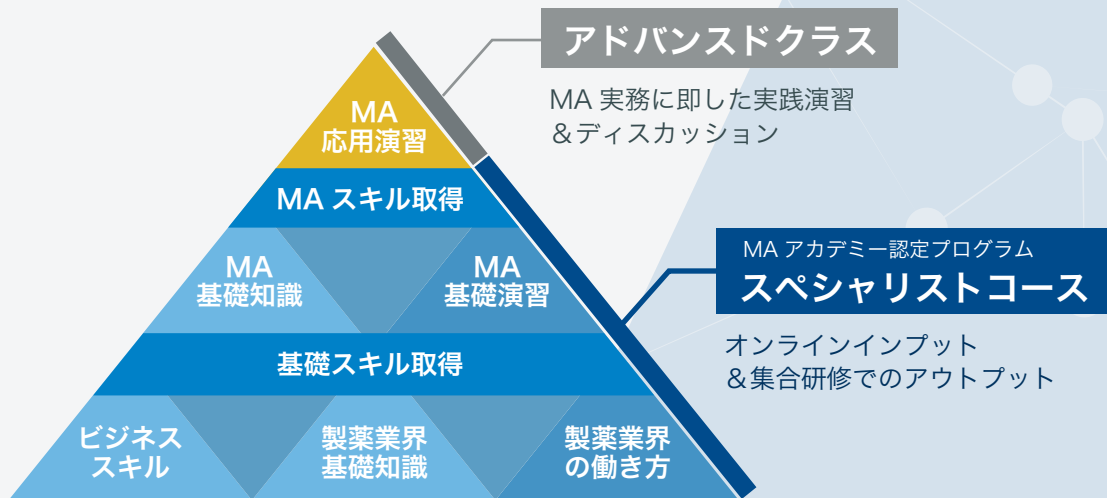 アドバンスドクラス
MA 実務に即した実践演習
&ディスカッション
MA
応用演習
MA スキル取得
MA
基礎知識
MA
基礎演習
MA アカデミー認定プログラム
スペシャリストコース
オンラインインプット
&集合研修でのアウトプット
基礎スキル取得
ビジネス
スキル
製薬業界
基礎知識
製薬業界
の働き方